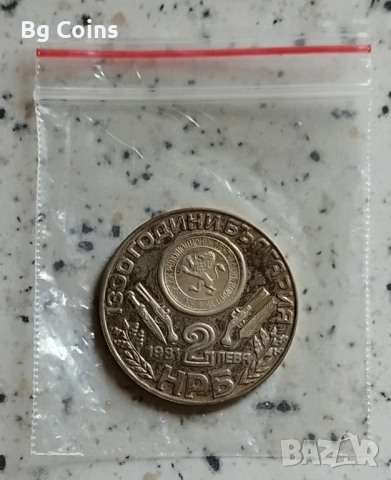 Bg Coins
1300 ГОДИНИ БЪЛГАРИЯ
1981 2 ЛЕВА
НРБ
BAZAR